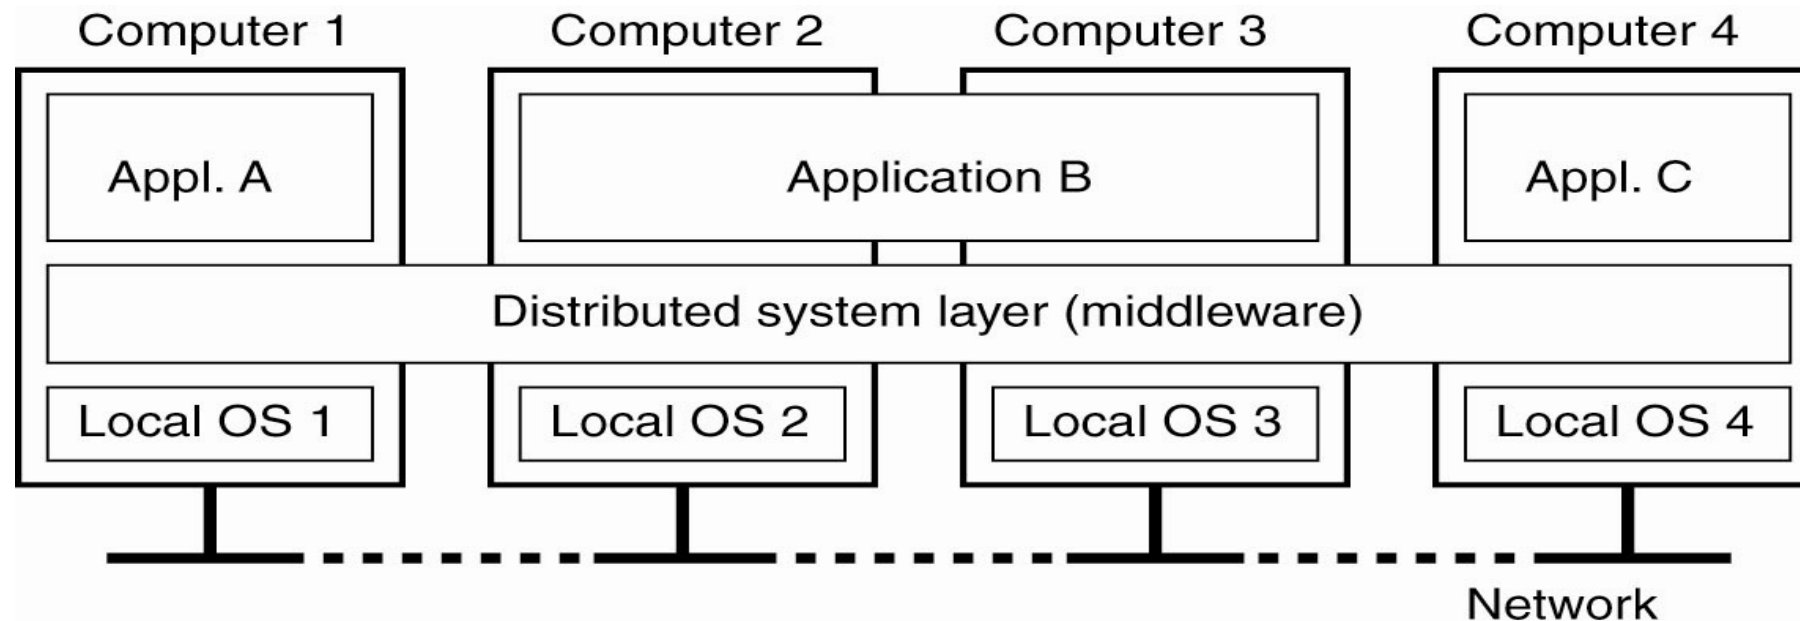 Computer 1
Computer 2
Computer 3
Computer 4
Appl. A
Application B
Appl. C
Distributed system layer (middleware)
Local OS 1
Local OS 2
Local OS 3
Local OS 4
Network